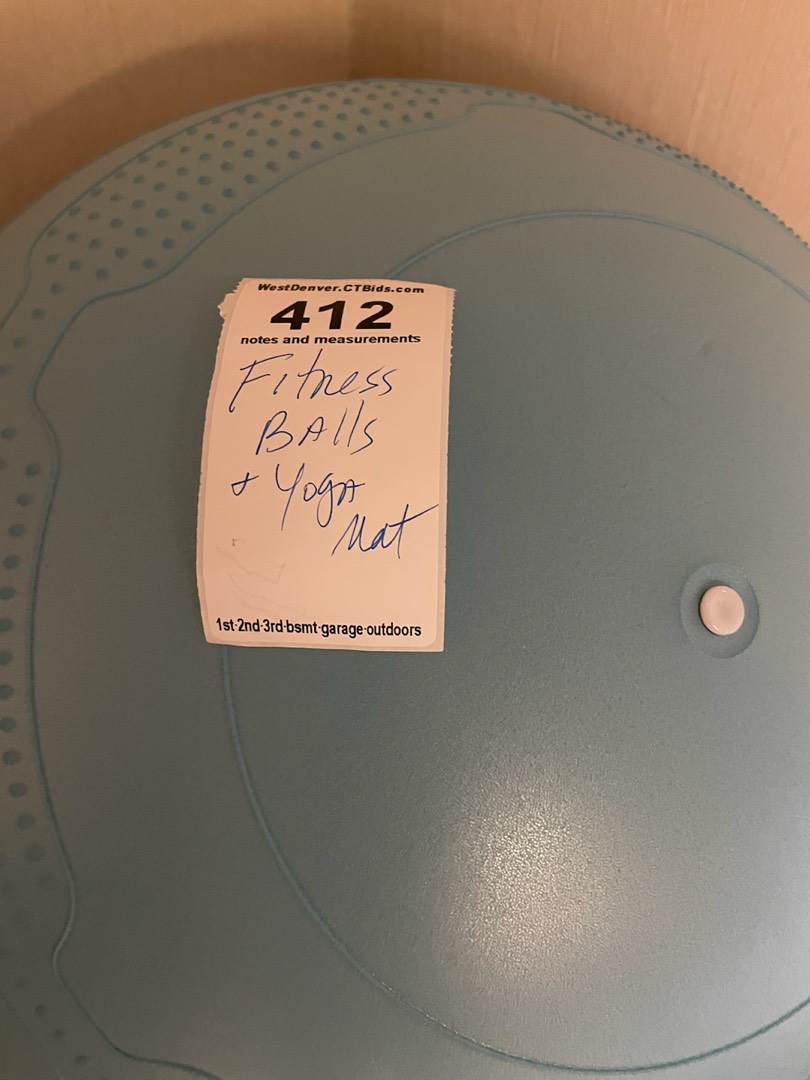 WestDenver.CTBids.com
412
notes and measurements
Fitness
BAlls
+ YogA
Mat
1st·2nd·3rd·bsmt·garage·outdoors